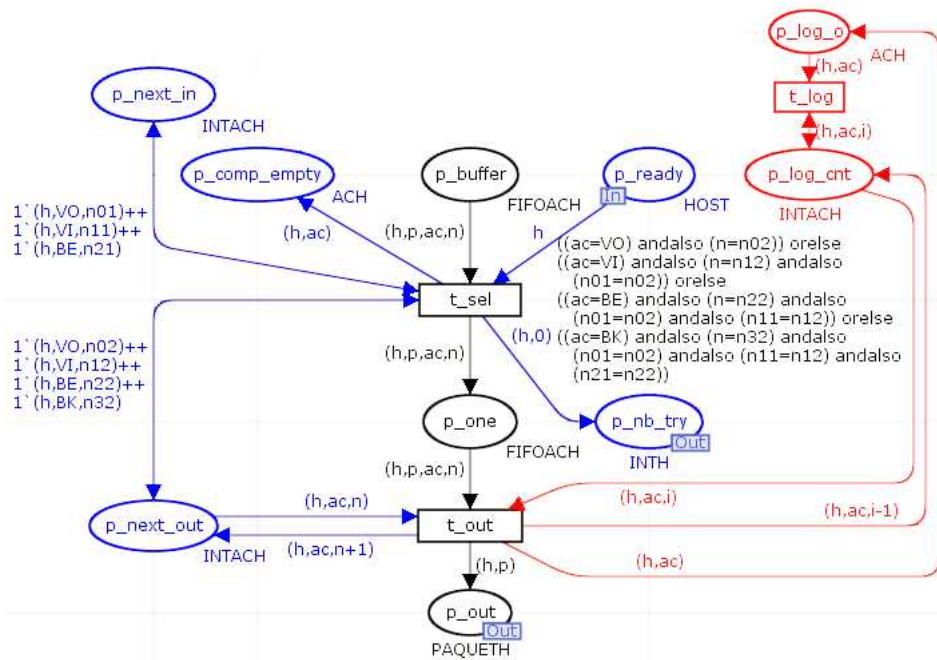 p_log_o
ACH
(h,ac)
t_log
(h,ac,i)
p_log_cnt
INTACH
p_next_in
INTACH
p_comp_empty
ACH
p_buffer
FIFOACH
p_ready
In
HOST
1`(h,VO,n01)++
1`(h,VI,n11)++
1`(h,BE,n21)
(h,ac)
(h,p,ac,n)
h
((ac=VO) andalso (n=n02)) orelse
((ac=VI) andalso (n=n12) andalso
(n01=n02)) orelse
((ac=BE) andalso (n=n22) andalso
(n01=n02) andalso (n11=n12)) orelse
((ac=BK) andalso (n=n32) andalso
(n01=n02) andalso (n11=n12) andalso
(n21=n22))
t_sel
(h,0)
1`(h,VO,n02)++
1`(h,VI,n12)++
1`(h,BE,n22)++
1`(h,BK,n32)
(h,p,ac,n)
p_one
FIFOACH
p_nb_try
Out
INTH
(h,p,ac,n)
(h,ac,i)
(h,ac,n)
p_next_out
INTACH
(h,ac,n+1)
t_out
(h,ac,i-1)
(h,ac)
(h,p)
p_out
Out
PAQUETH